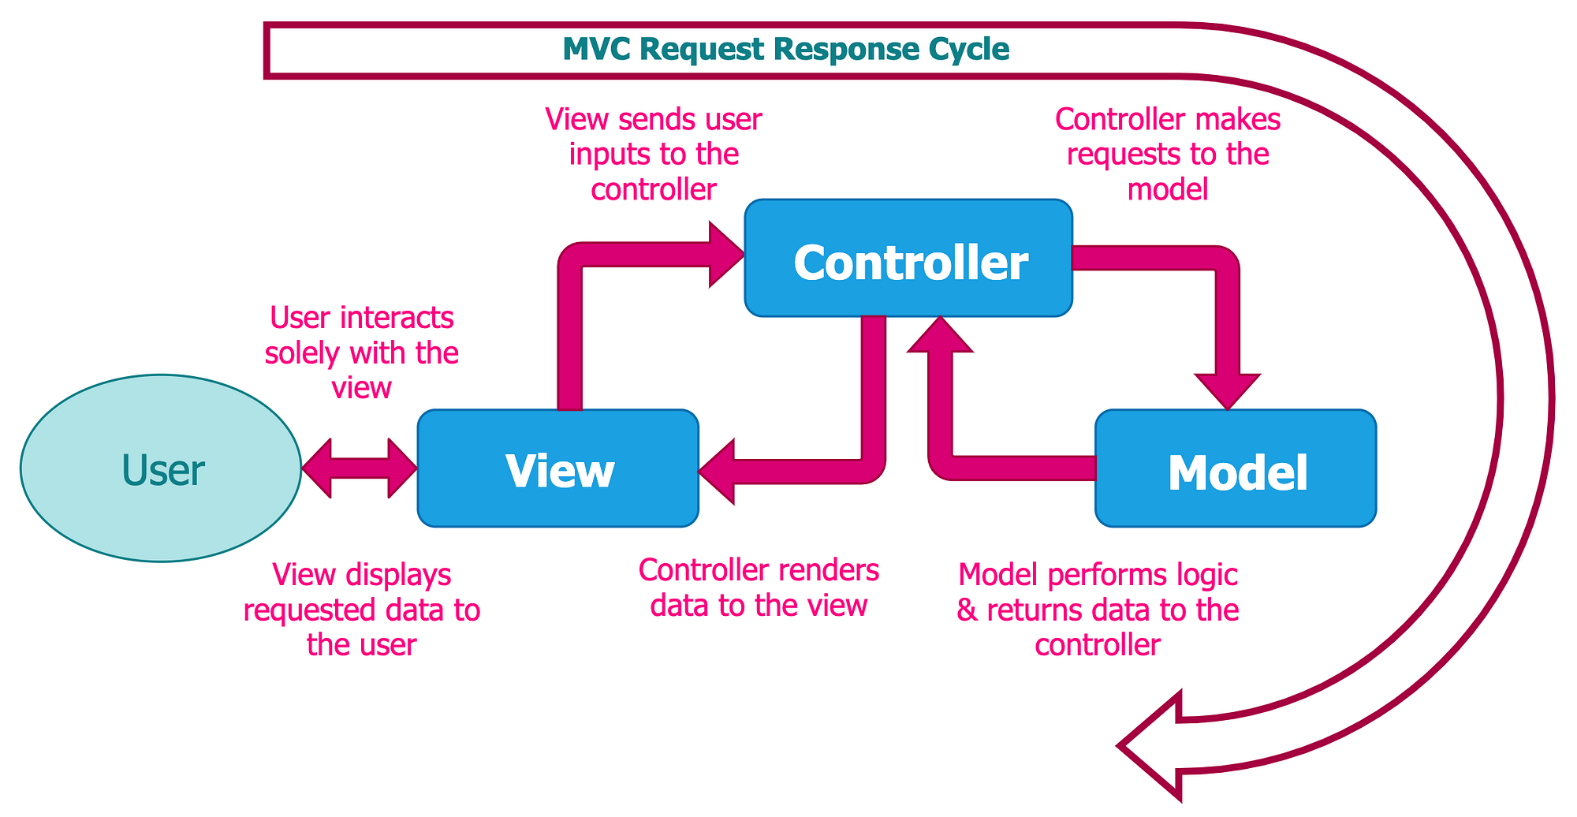 MVC Request Response Cycle
View sends user
inputs to the
controller
Controller makes
requests to the
model
Controller
User interacts
solely with the
view
User
View
Model
View displays
requested data to
the user
Controller renders
data to the view
Model performs logic
& returns data to the
controller